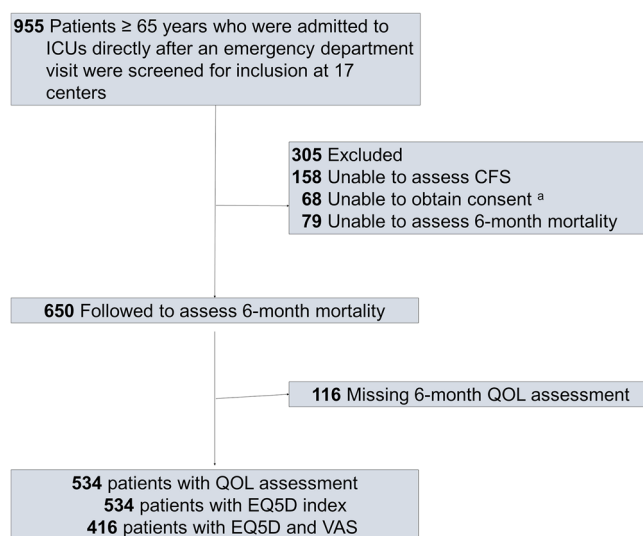 955 Patients ≥ 65 years who were admitted to
ICUs directly after an emergency department
visit were screened for inclusion at 17
centers
305 Excluded
158 Unable to assess CFS
68 Unable to obtain consent ᵃ
79 Unable to assess 6-month mortality
650 Followed to assess 6-month mortality
116 Missing 6-month QOL assessment
534 patients with QOL assessment
534 patients with EQ5D index
416 patients with EQ5D and VAS